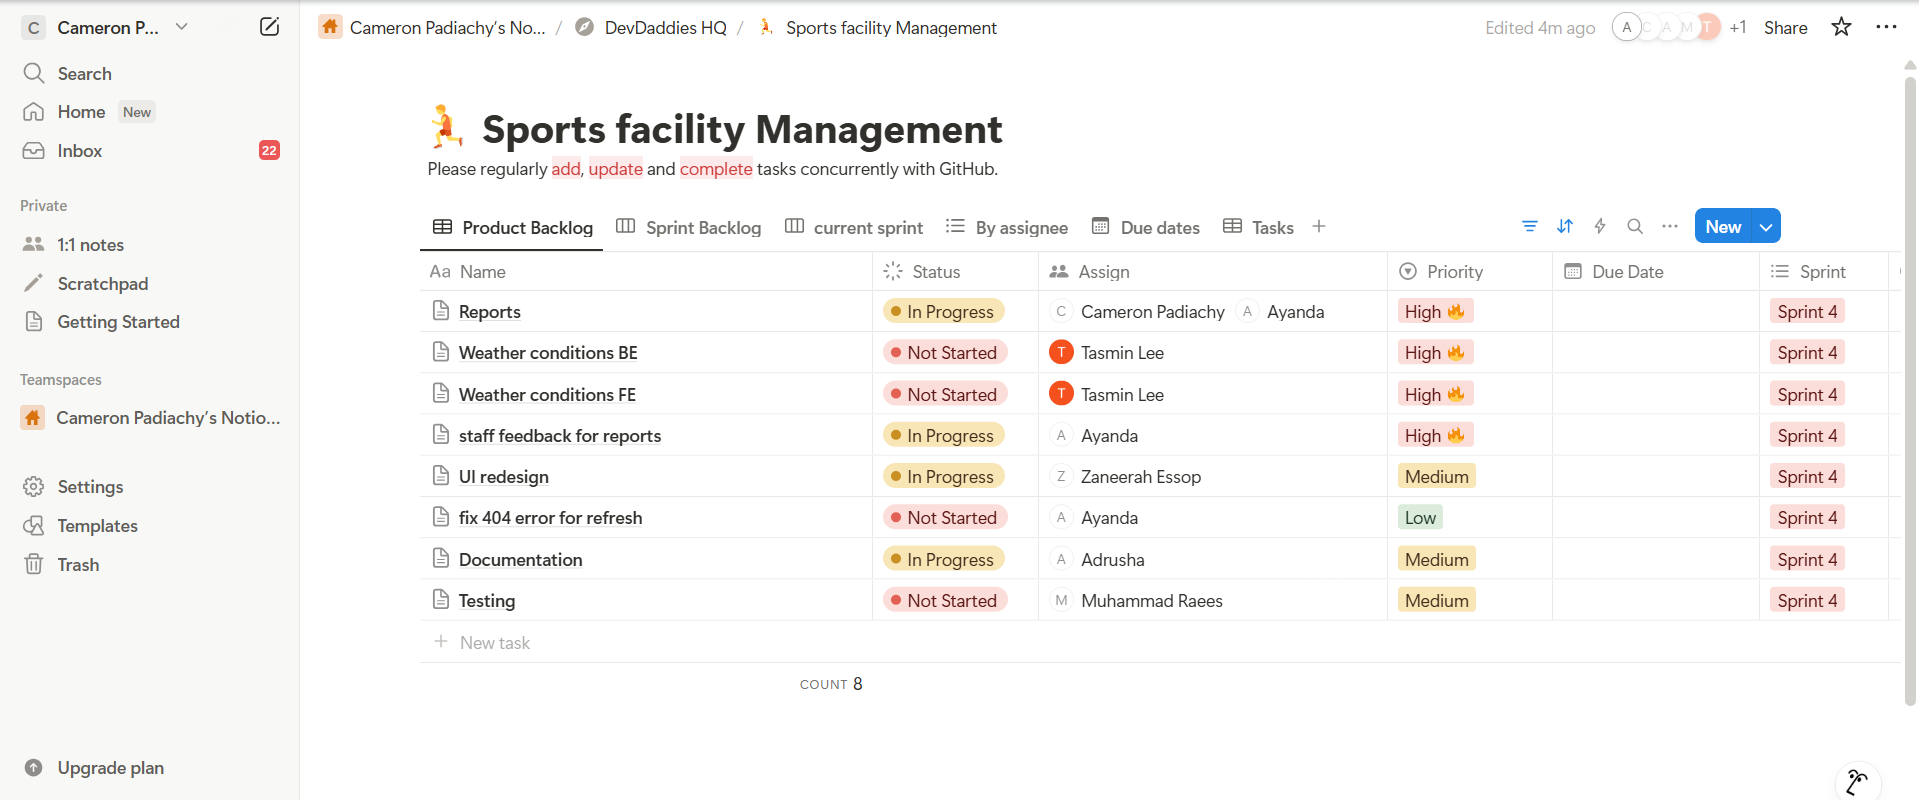 C Cameron P...
Search
Home New
Inbox 22
Private
1:1 notes
Scratchpad
Getting Started
Teamspaces
Cameron Padiachy's Notio...
Settings
Templates
Trash
Upgrade plan
Cameron Padiachy's No... / DevDaddies HQ / Sports facility Management
Edited 4m ago A C A M T +1 Share
Sports facility Management
Please regularly add, update and complete tasks concurrently with GitHub.
Product Backlog Sprint Backlog current sprint By assignee Due dates Tasks New
Aa Name Status Assign Priority Due Date Sprint
Reports In Progress C Cameron Padiachy A Ayanda High Sprint 4
Weather conditions BE Not Started T Tasmin Lee High Sprint 4
Weather conditions FE Not Started T Tasmin Lee High Sprint 4
staff feedback for reports In Progress A Ayanda High Sprint 4
UI redesign In Progress Z Zaneerah Essop Medium Sprint 4
fix 404 error for refresh Not Started A Ayanda Low Sprint 4
Documentation In Progress A Adrusha Medium Sprint 4
Testing Not Started M Muhammad Raees Medium Sprint 4
New task
COUNT 8